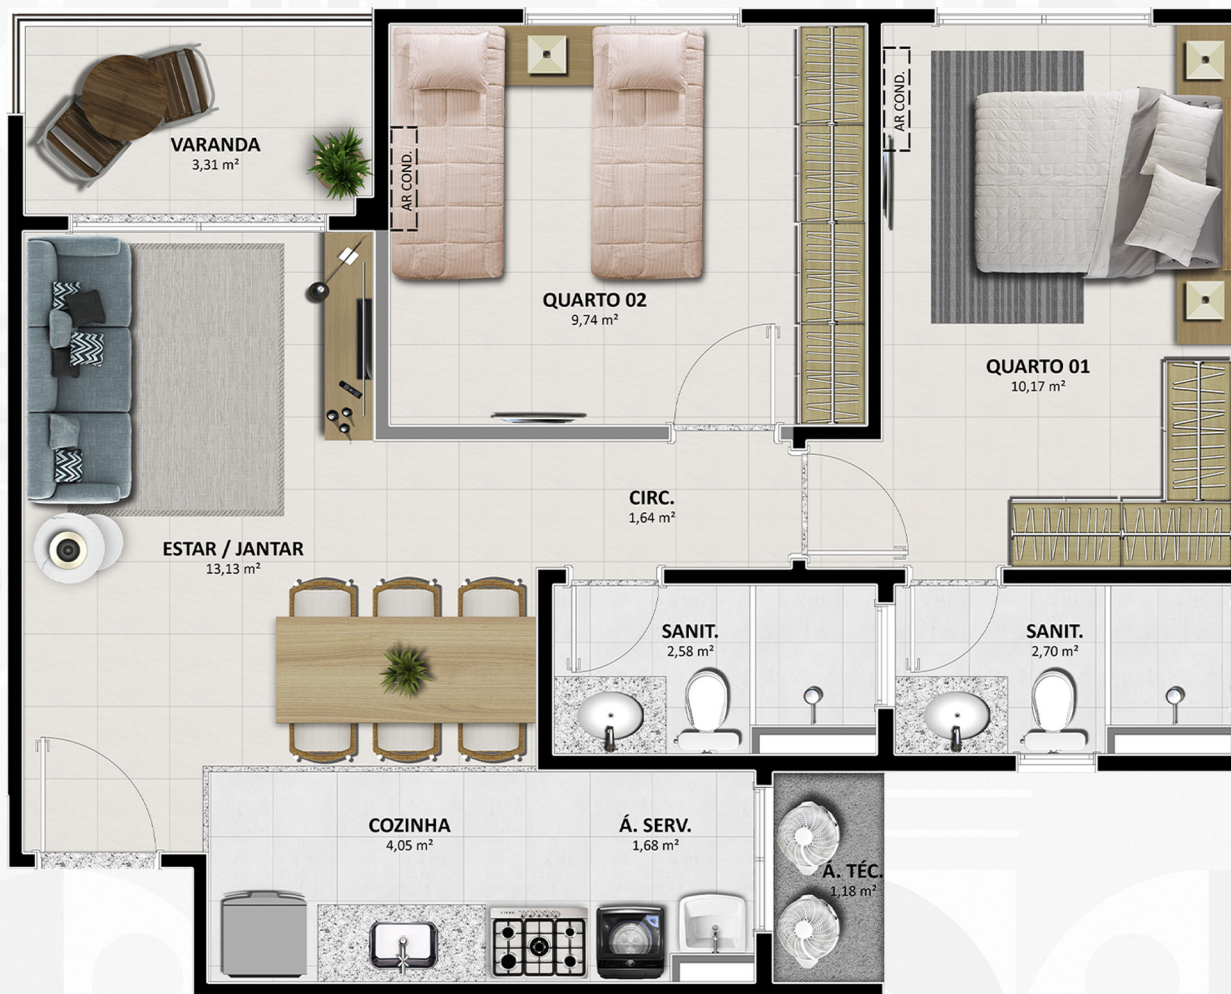 VARANDA
3,31 m²
AR COND.
QUARTO 02
9,74 m²
AR COND.
QUARTO 01
10,17 m²
CIRC.
1,64 m²
ESTAR / JANTAR
13,13 m²
SANIT.
2,58 m²
SANIT.
2,70 m²
COZINHA
4,05 m²
Á. SERV.
1,68 m²
Á. TÉC.
1,18 m²